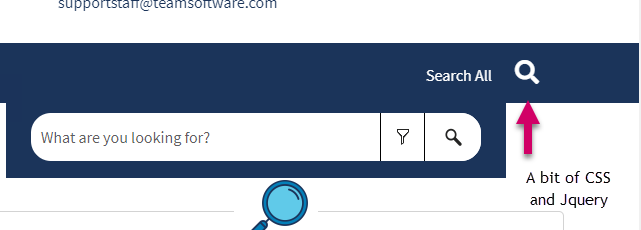 supportstaff@teamsoftware.com
Search All
What are you looking for?
A bit of CSS
and Jquery